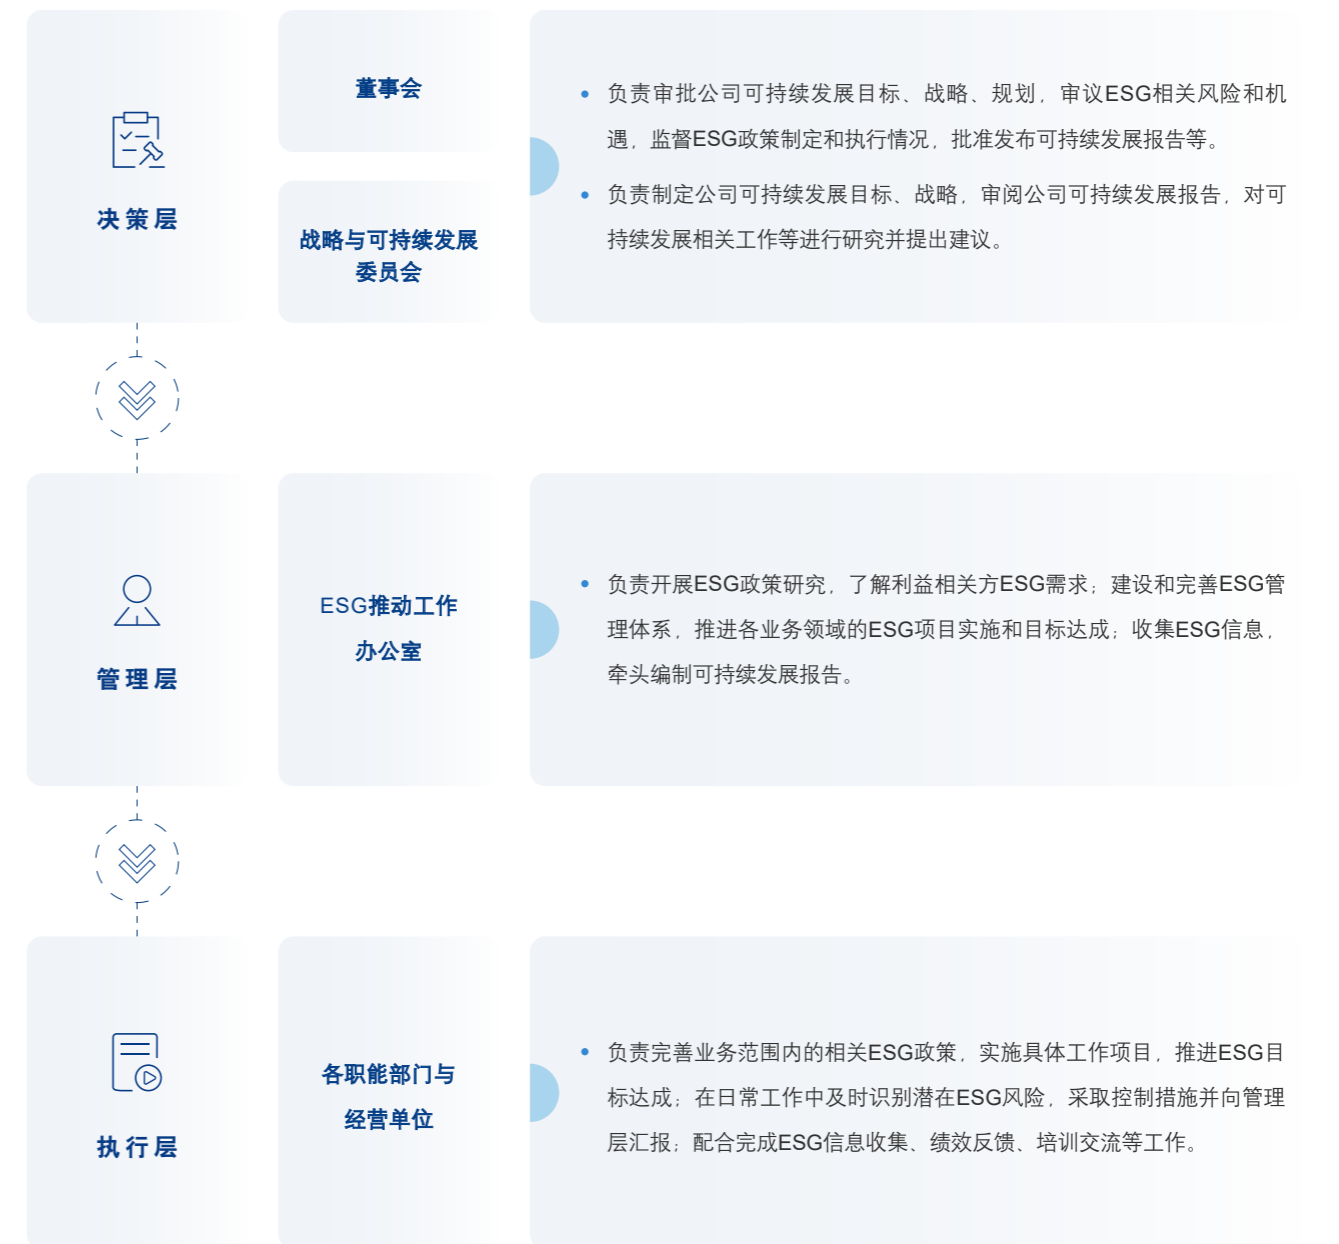 决策层
董事会
战略与可持续发展
委员会
• 负责审批公司可持续发展目标、战略、规划，审议ESG相关风险和机
遇，监督ESG政策制定和执行情况，批准发布可持续发展报告等。
• 负责制定公司可持续发展目标、战略，审阅公司可持续发展报告，对可
持续发展相关工作等进行研究并提出建议。
管理层
ESG推动工作
办公室
• 负责开展ESG政策研究，了解利益相关方ESG需求；建设和完善ESG管
理体系，推进各业务领域的ESG项目实施和目标达成；收集ESG信息，
牵头编制可持续发展报告。
执行层
各职能部门与
经营单位
• 负责完善业务范围内的相关ESG政策，实施具体工作项目，推进ESG目
标达成；在日常工作中及时识别潜在ESG风险，采取控制措施并向管理
层汇报；配合完成ESG信息收集、绩效反馈、培训交流等工作。